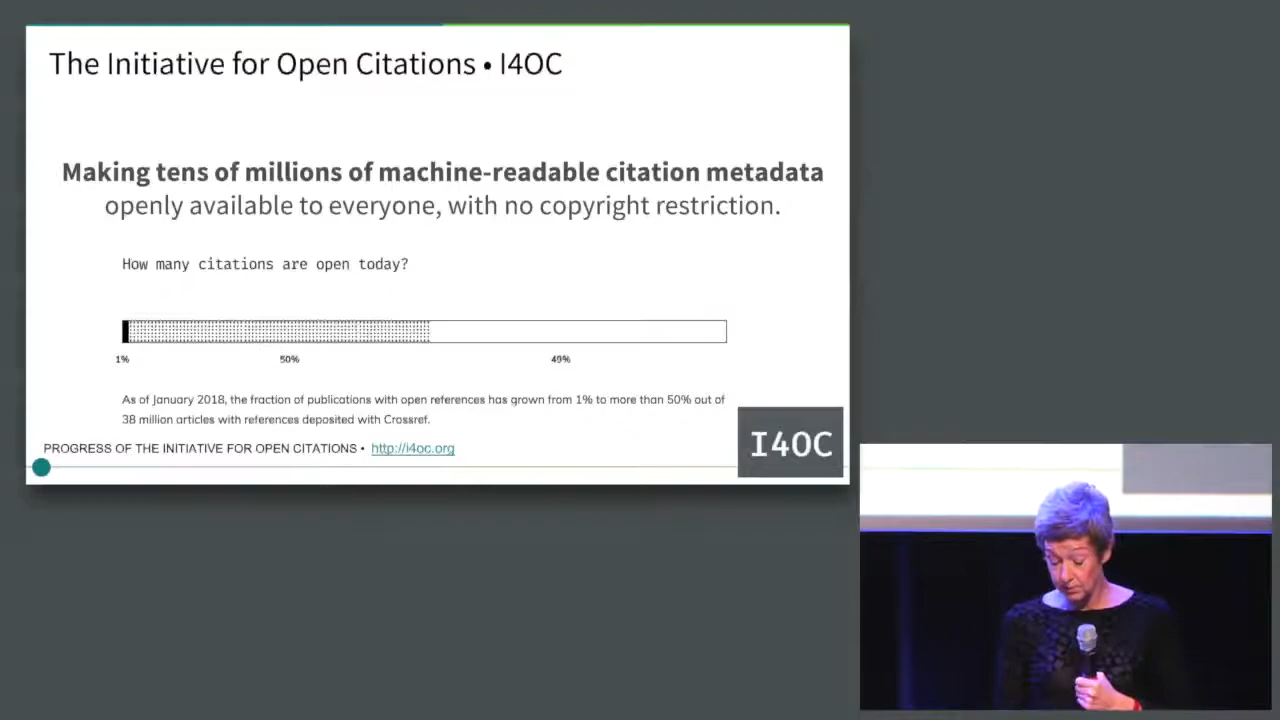 The Initiative for Open Citations • I4OC
Making tens of millions of machine-readable citation metadata
openly available to everyone, with no copyright restriction.
How many citations are open today?
1% 50% 49%
As of January 2018, the fraction of publications with open references has grown from 1% to more than 50% out of
38 million articles with references deposited with Crossref.
PROGRESS OF THE INITIATIVE FOR OPEN CITATIONS • http://i4oc.org
I4OC